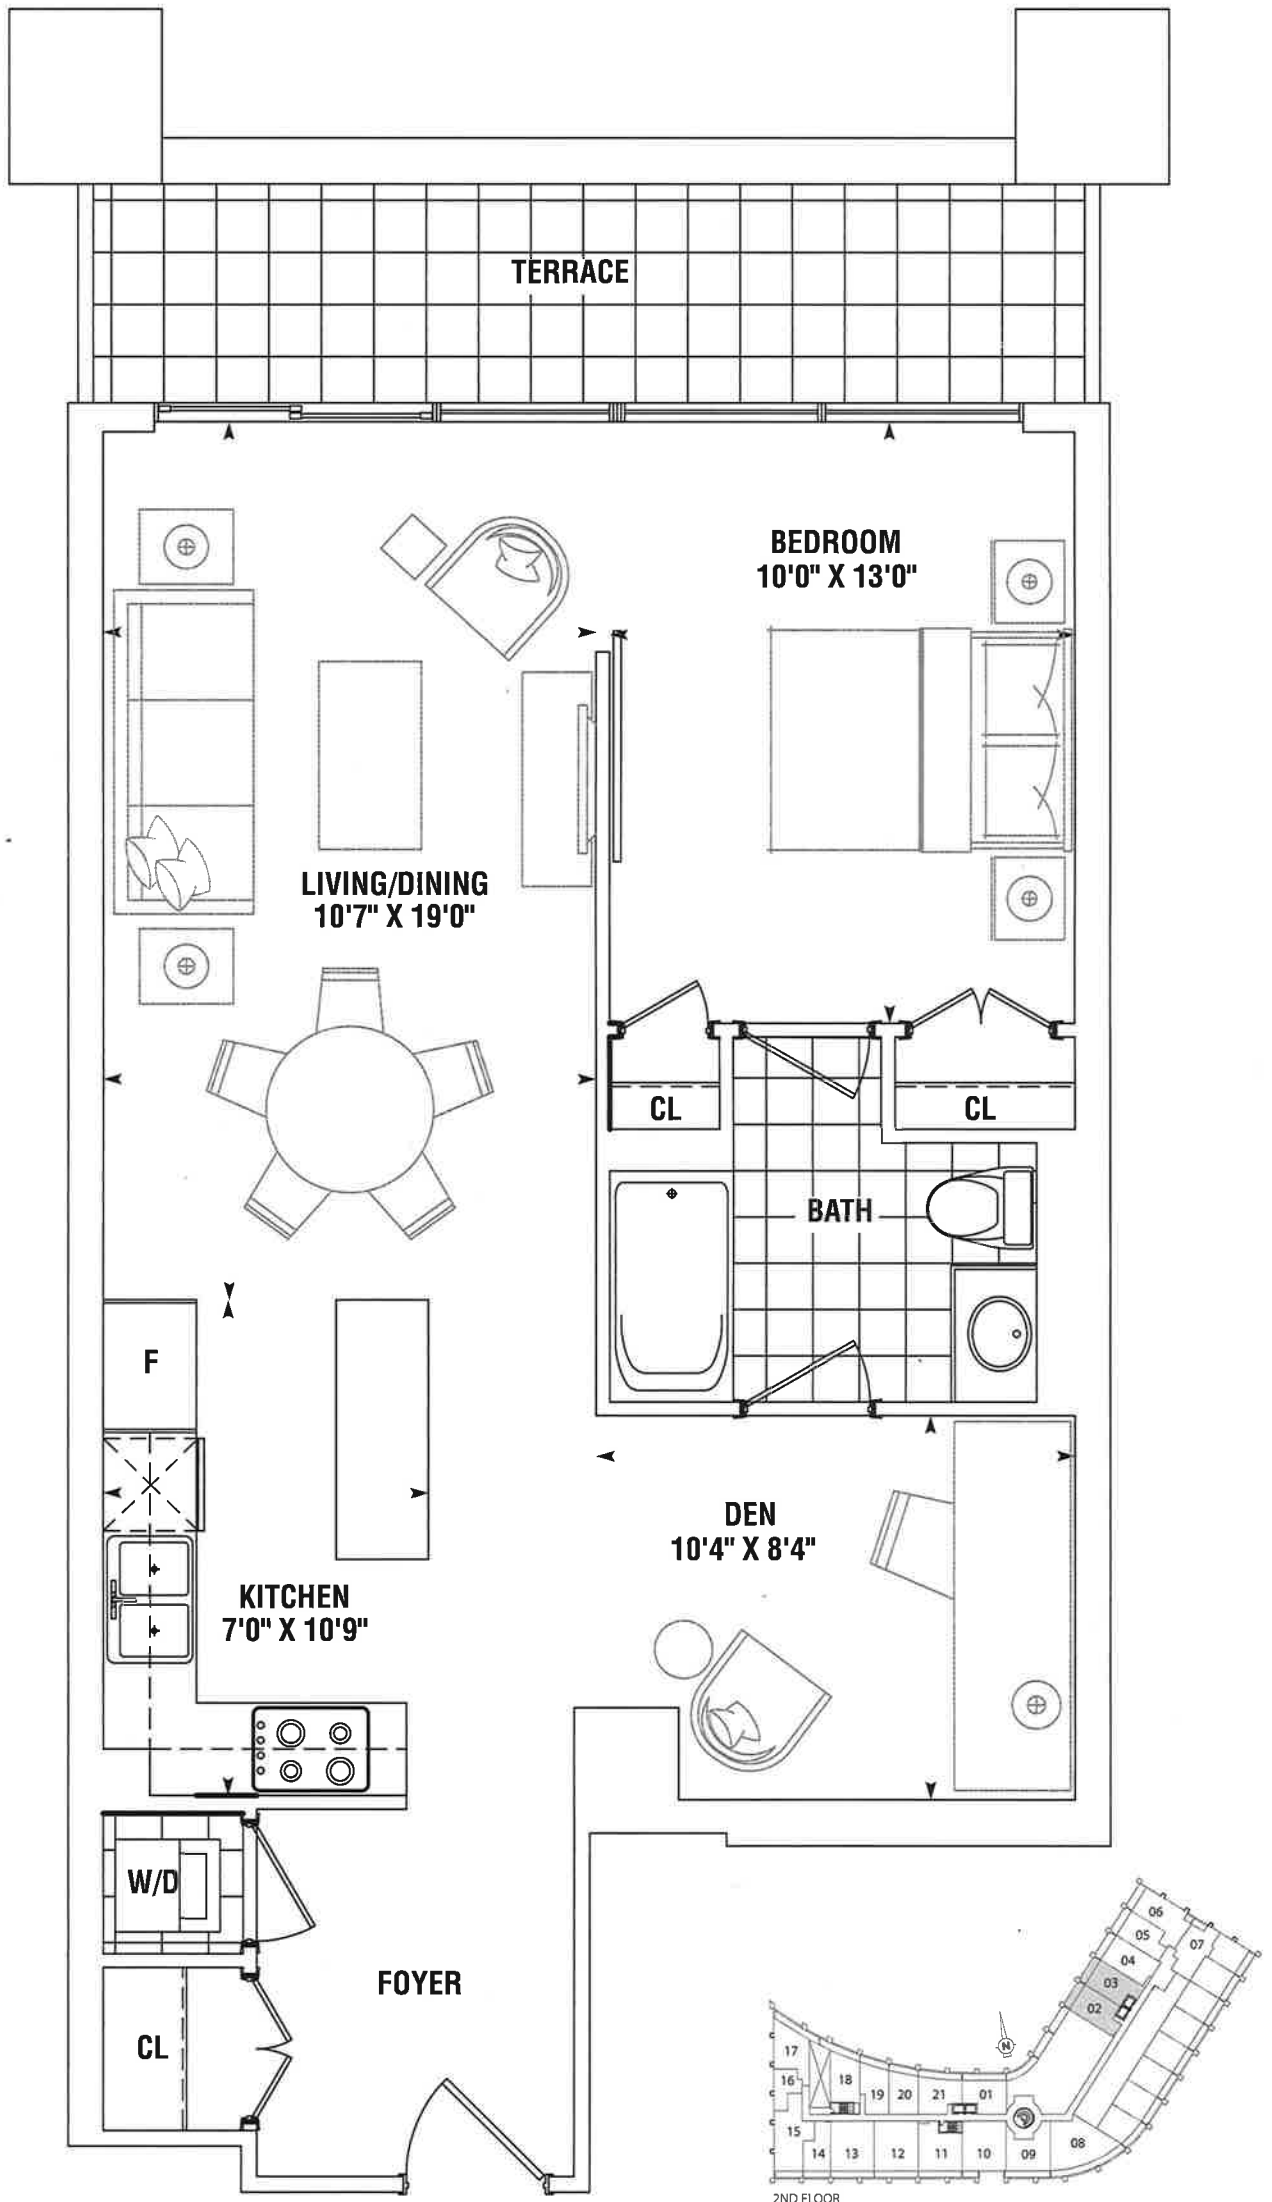 TERRACE
BEDROOM
10'0" X 13'0"
LIVING/DINING
10'7" X 19'0"
CL
CL
BATH
F
DEN
10'4" X 8'4"
KITCHEN
7'0" X 10'9"
W/D
FOYER
CL
06
05
07
04
03
02
N
17
16
18
19
20
21
01
15
14
13
12
11
10
09
08
2ND FLOOR